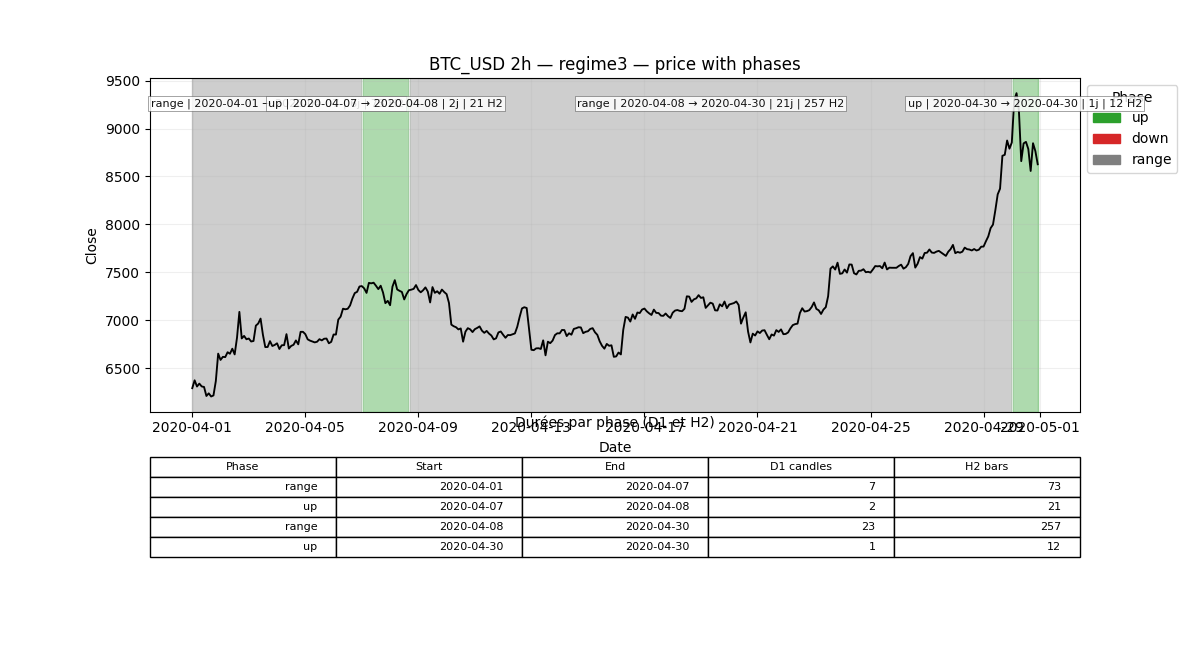 BTC_USD 2h — regime3 — price with phases
9500
9000
8500
8000
7500
7000
6500
Close
range | 2020-04-01
up | 2020-04-07 → 2020-04-08 | 2j | 21 H2
range | 2020-04-08 → 2020-04-30 | 21j | 257 H2
up | 2020-04-30 → 2020-04-30 | 1j | 12 H2
Phase
up
down
range
Durées par phase (D1 et H2)
2020-04-01 2020-04-05 2020-04-09 2020-04-13 2020-04-17 2020-04-21 2020-04-25 2020-04-29 2020-05-01
Date
Phase Start End D1 candles H2 bars
range 2020-04-01 2020-04-07 7 73
up 2020-04-07 2020-04-08 2 21
range 2020-04-08 2020-04-30 23 257
up 2020-04-30 2020-04-30 1 12